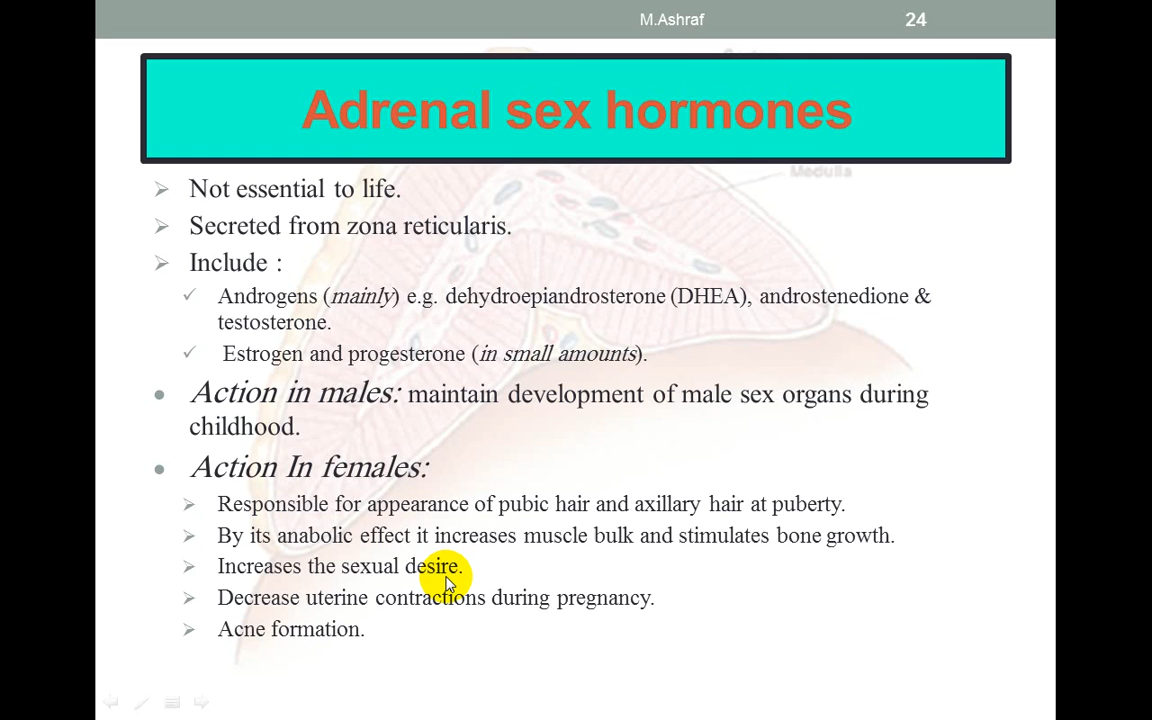 M.Ashraf 24
Adrenal sex hormones
Medulla
Not essential to life.
Secreted from zona reticularis.
Include :
Androgens (mainly) e.g. dehydroepiandrosterone (DHEA), androstenedione &
testosterone.
Estrogen and progesterone (in small amounts).
Action in males: maintain development of male sex organs during
childhood.
Action In females:
Responsible for appearance of pubic hair and axillary hair at puberty.
By its anabolic effect it increases muscle bulk and stimulates bone growth.
Increases the sexual desire.
Decrease uterine contractions during pregnancy.
Acne formation.